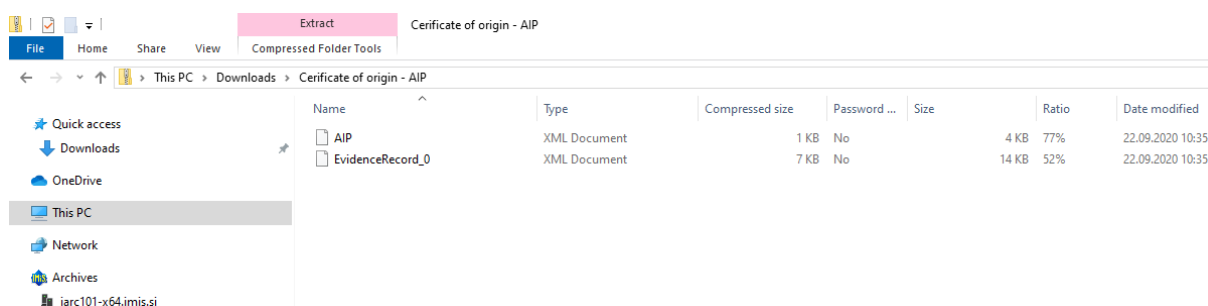 Extract Cerificate of origin - AIP
File Home Share View Compressed Folder Tools
This PC > Downloads > Cerificate of origin - AIP
Name Type Compressed size Password ... Size Ratio Date modified
Quick access
Downloads
OneDrive
This PC
Network
Archives
iarc101-x64.imis.si
AIP XML Document 1 KB No 4 KB 77% 22.09.2020 10:35
EvidenceRecord_0 XML Document 7 KB No 14 KB 52% 22.09.2020 10:35